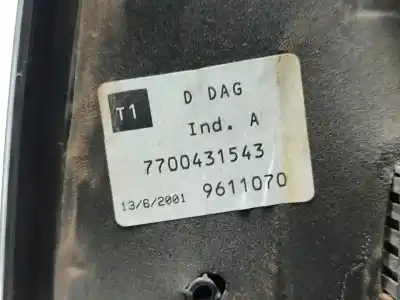 T1 D DAG
Ind. A
7700431543
13/6/2001 9611070